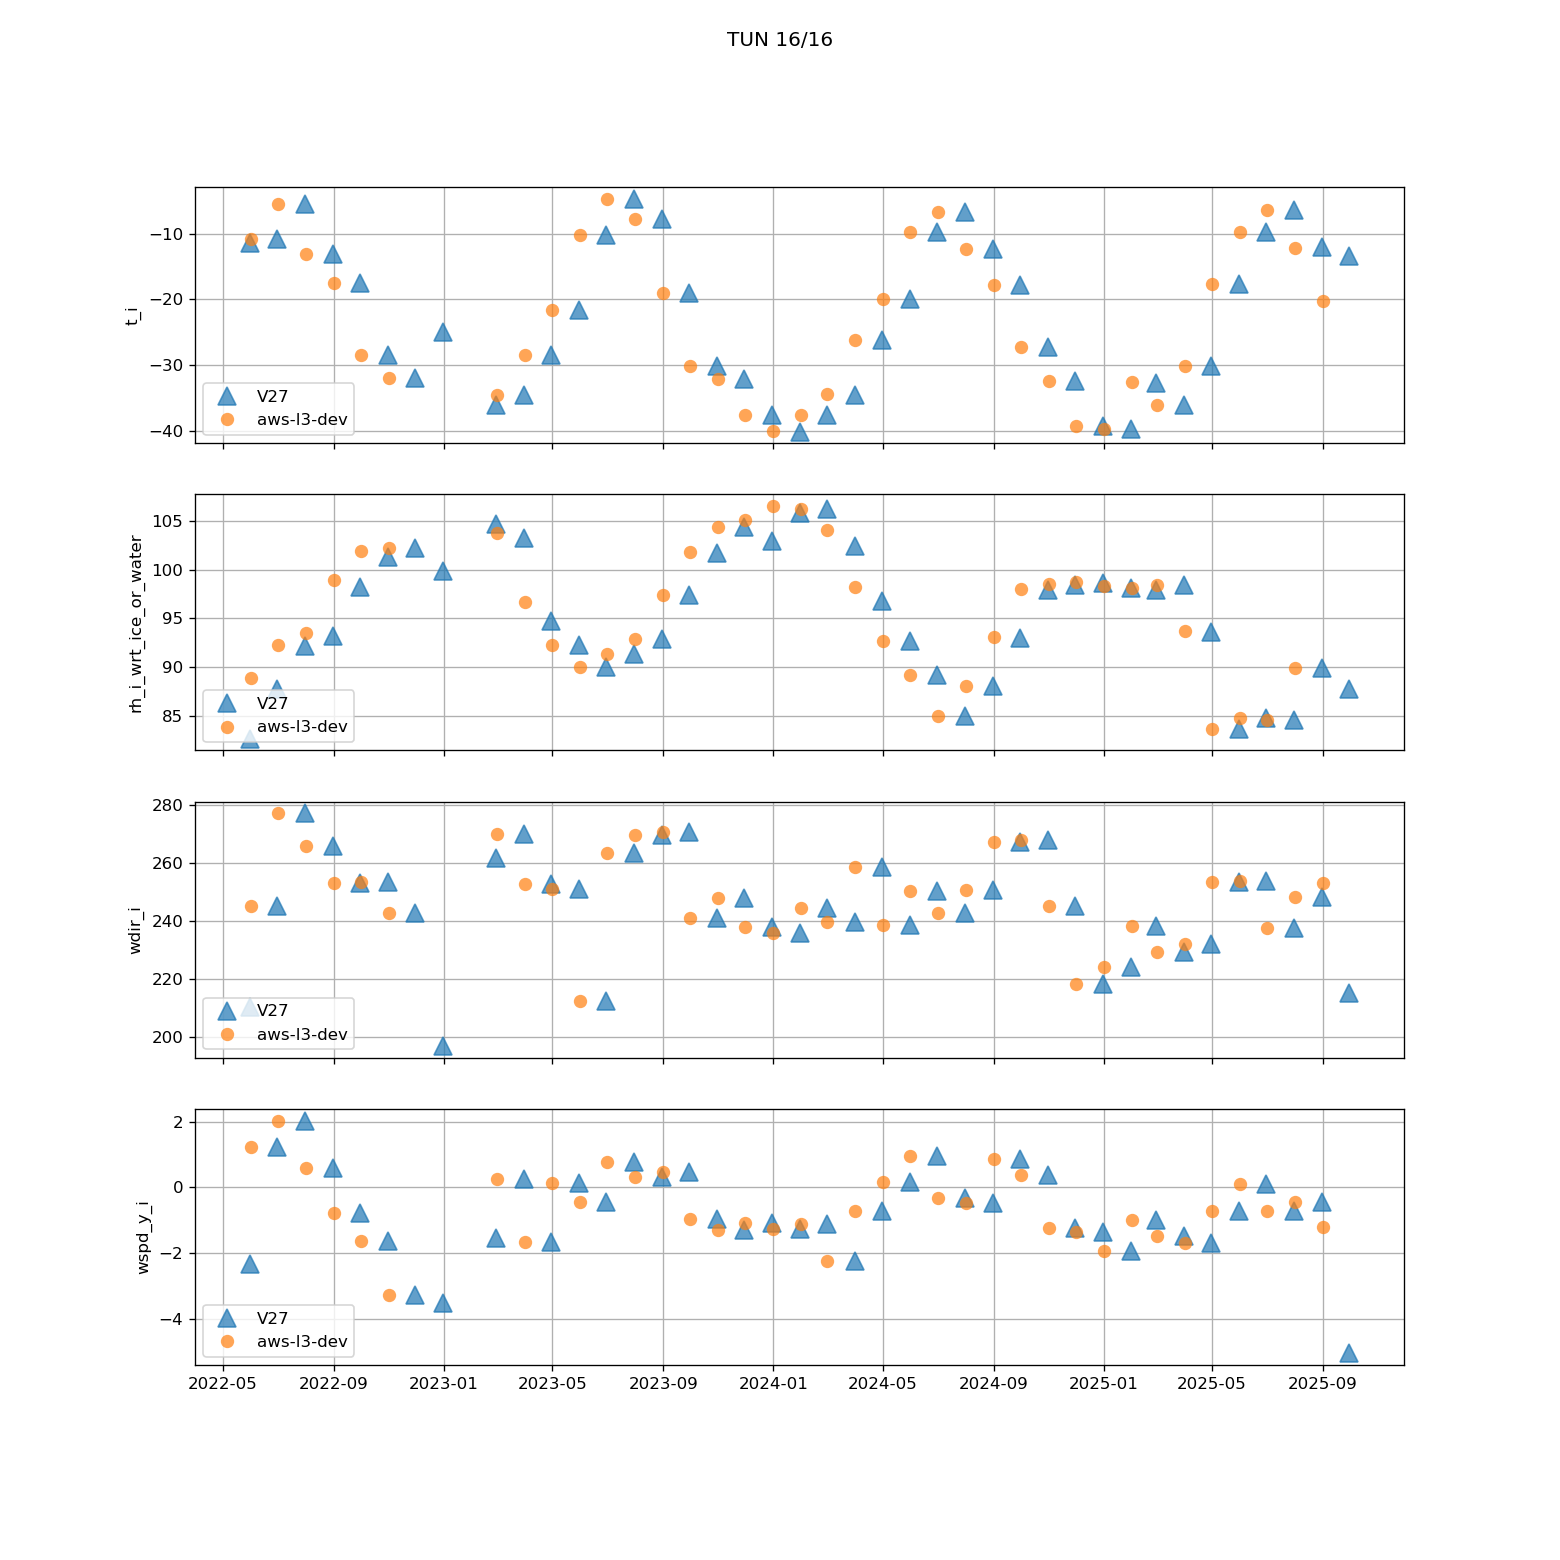 TUN 16/16
t_i
−10
−20
−30
−40
V27
aws-l3-dev
rh_i_wrt_ice_or_water
105
100
95
90
85
V27
aws-l3-dev
wdir_i
280
260
240
220
200
V27
aws-l3-dev
wspd_y_i
2
0
−2
−4
V27
aws-l3-dev
2022-05 2022-09 2023-01 2023-05 2023-09 2024-01 2024-05 2024-09 2025-01 2025-05 2025-09